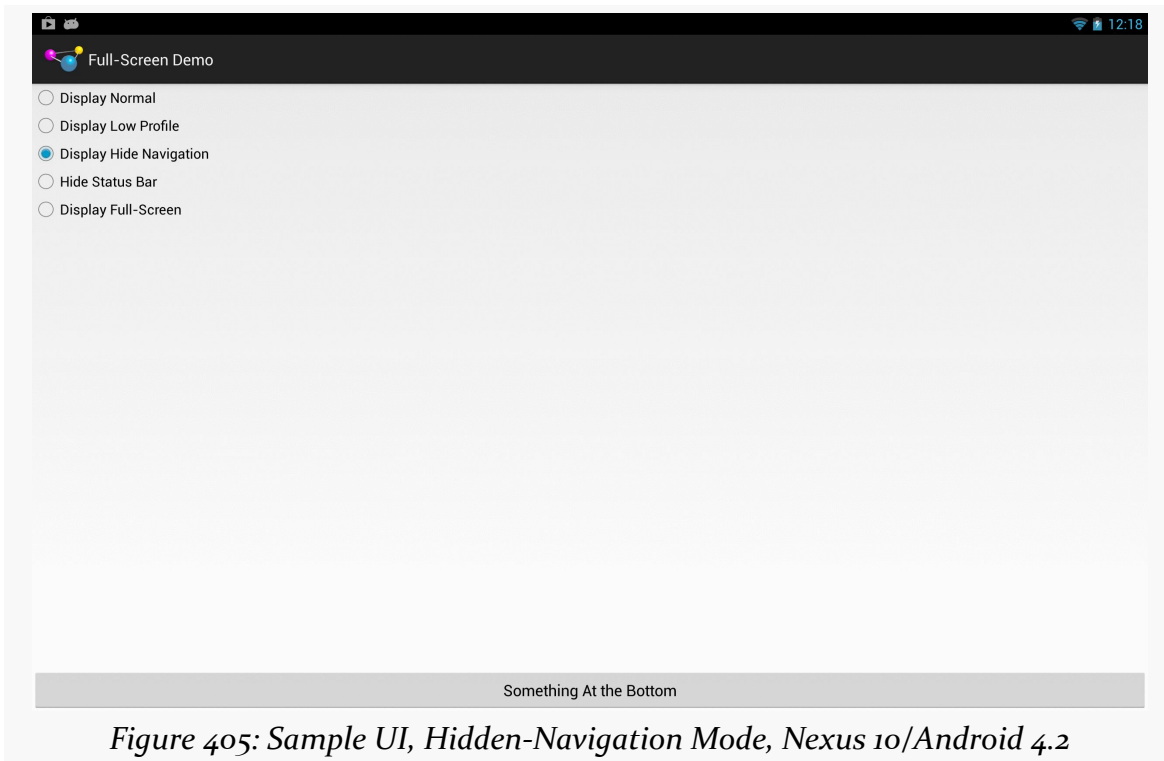 12:18
Full-Screen Demo
Display Normal
Display Low Profile
Display Hide Navigation
Hide Status Bar
Display Full-Screen
Something At the Bottom
Figure 405: Sample UI, Hidden-Navigation Mode, Nexus 10/Android 4.2